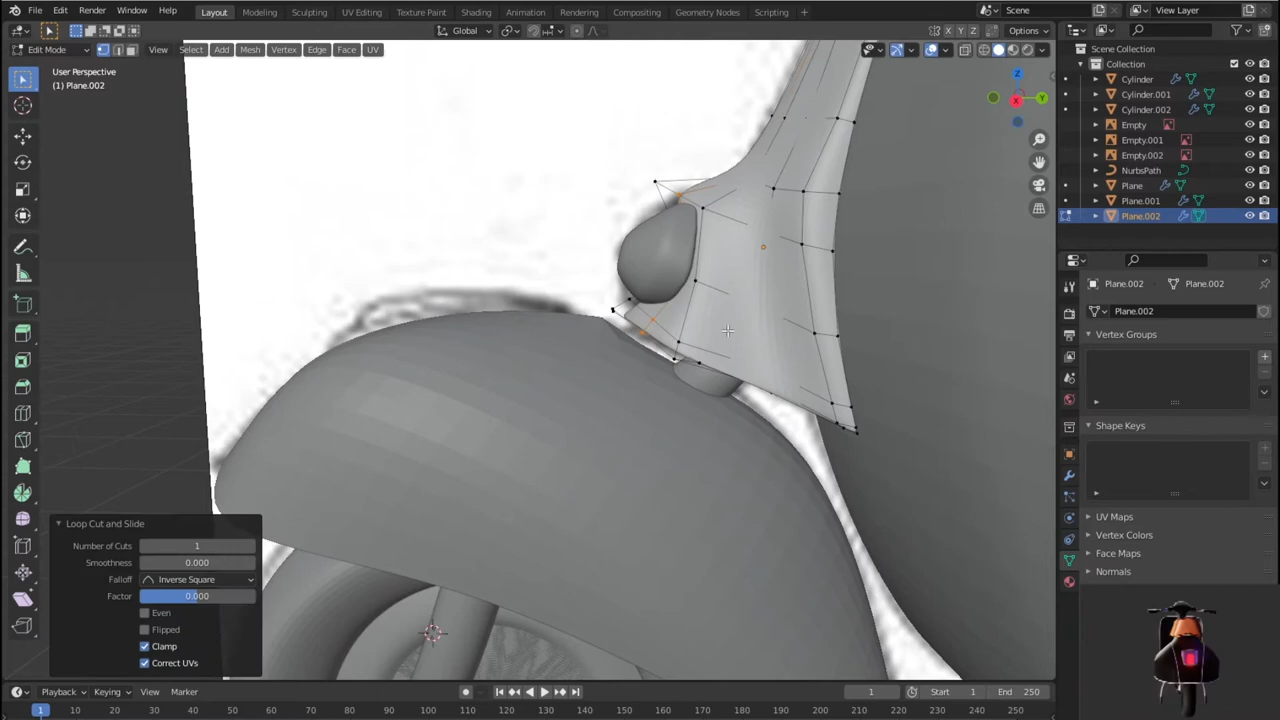 File Edit Render Window Help Layout Modeling Sculpting UV Editing Texture Paint Shading Animation Rendering Compositing Geometry Nodes Scripting + Scene View Layer
Global Options
Edit Mode View Select Add Mesh Vertex Edge Face UV X Y Z
User Perspective
(1) Plane.002
Scene Collection
Collection
Cylinder
Cylinder.001
Cylinder.002
Empty
Empty.001
Empty.002
NurbsPath
Plane
Plane.001
Plane.002
Z
Y
X
Plane.002 Plane.002
Plane.002
Vertex Groups
Shape Keys
UV Maps
Vertex Colors
Face Maps
Normals
Loop Cut and Slide
Number of Cuts 1
Smoothness 0.000
Falloff Inverse Square
Factor 0.000
Even
Flipped
Clamp
Correct UVs
Playback Keying View Marker 1 Start 1 End 250
1 10 20 30 40 50 60 70 80 90 100 110 120 130 140 150 160 170 180 190 200 210 220 230 240 250